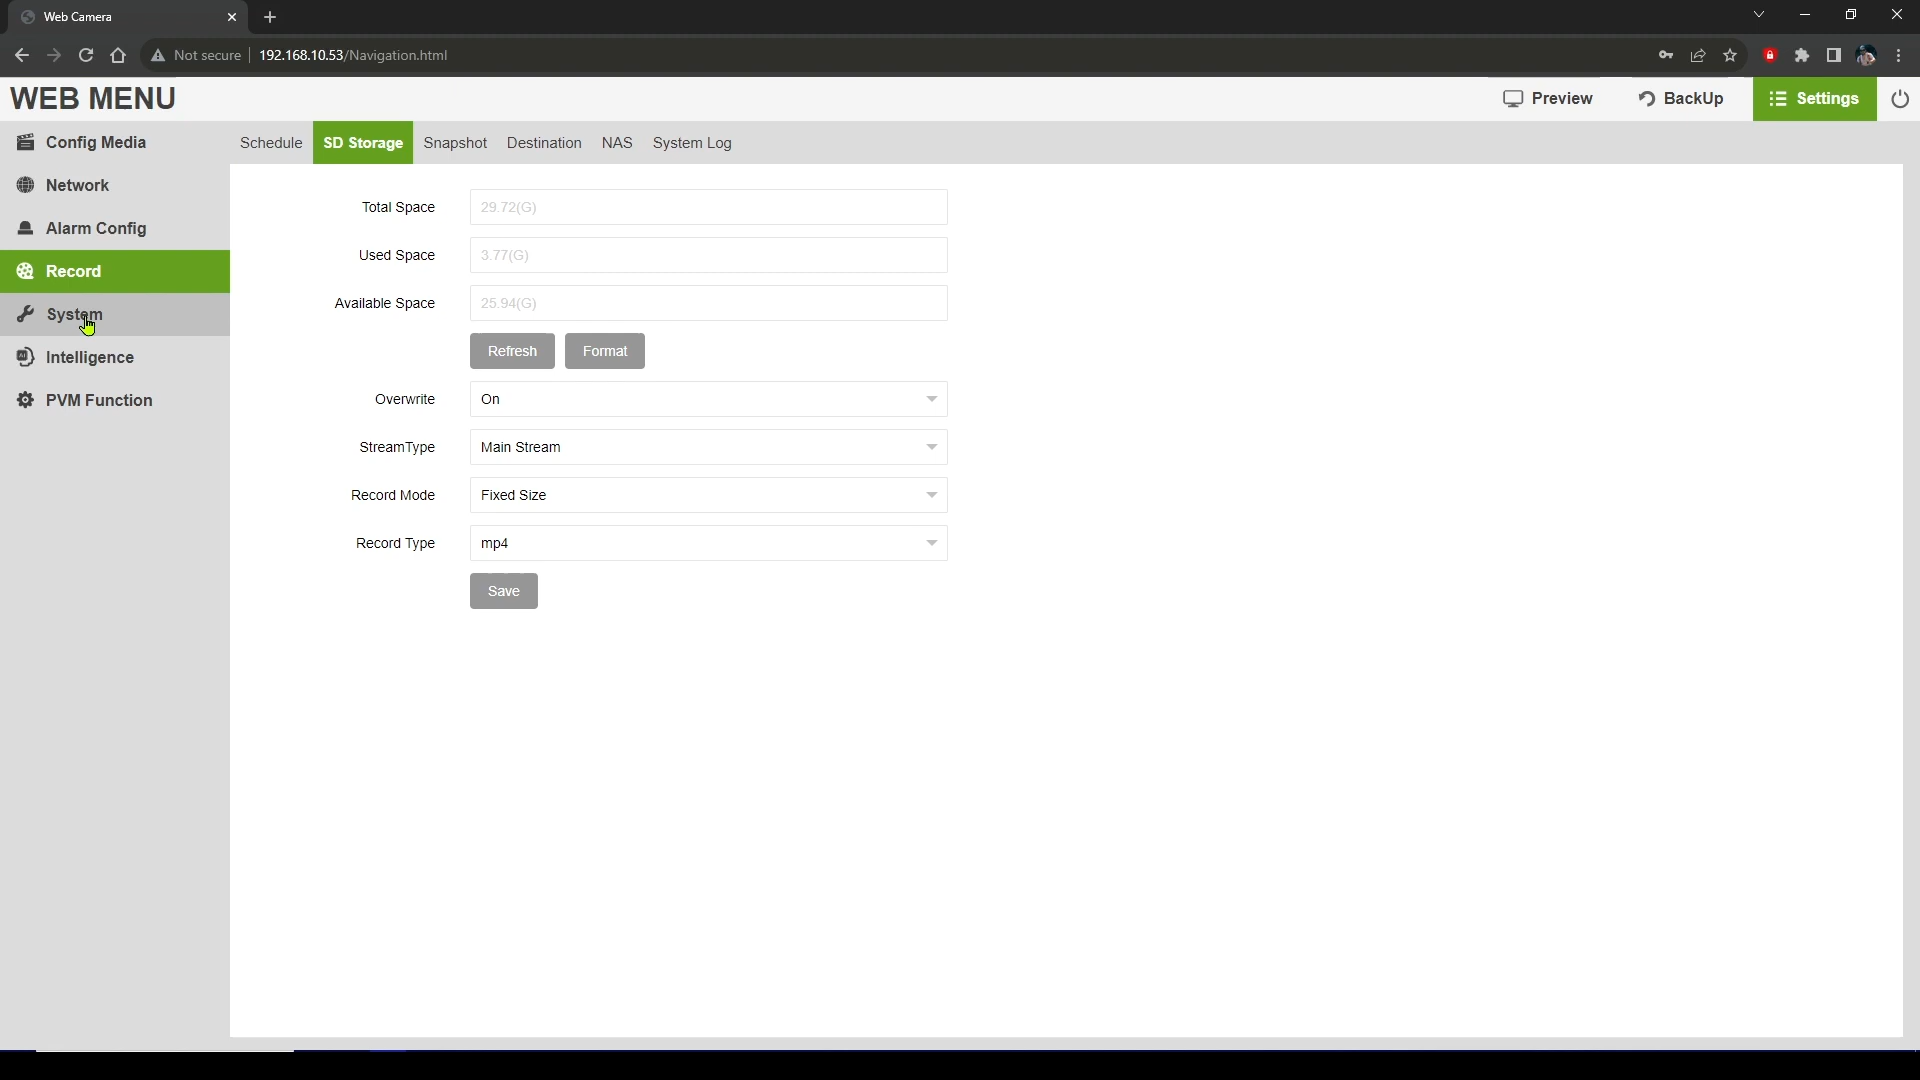 Web Camera
Not secure 192.168.10.53/Navigation.html
WEB MENU
Preview BackUp Settings
Config Media
Network
Alarm Config
Record
System
AI Intelligence
PVM Function
Schedule SD Storage Snapshot Destination NAS System Log
Total Space 29.72(G)
Used Space 3.77(G)
Available Space 25.94(G)
Refresh Format
Overwrite On
StreamType Main Stream
Record Mode Fixed Size
Record Type mp4
Save